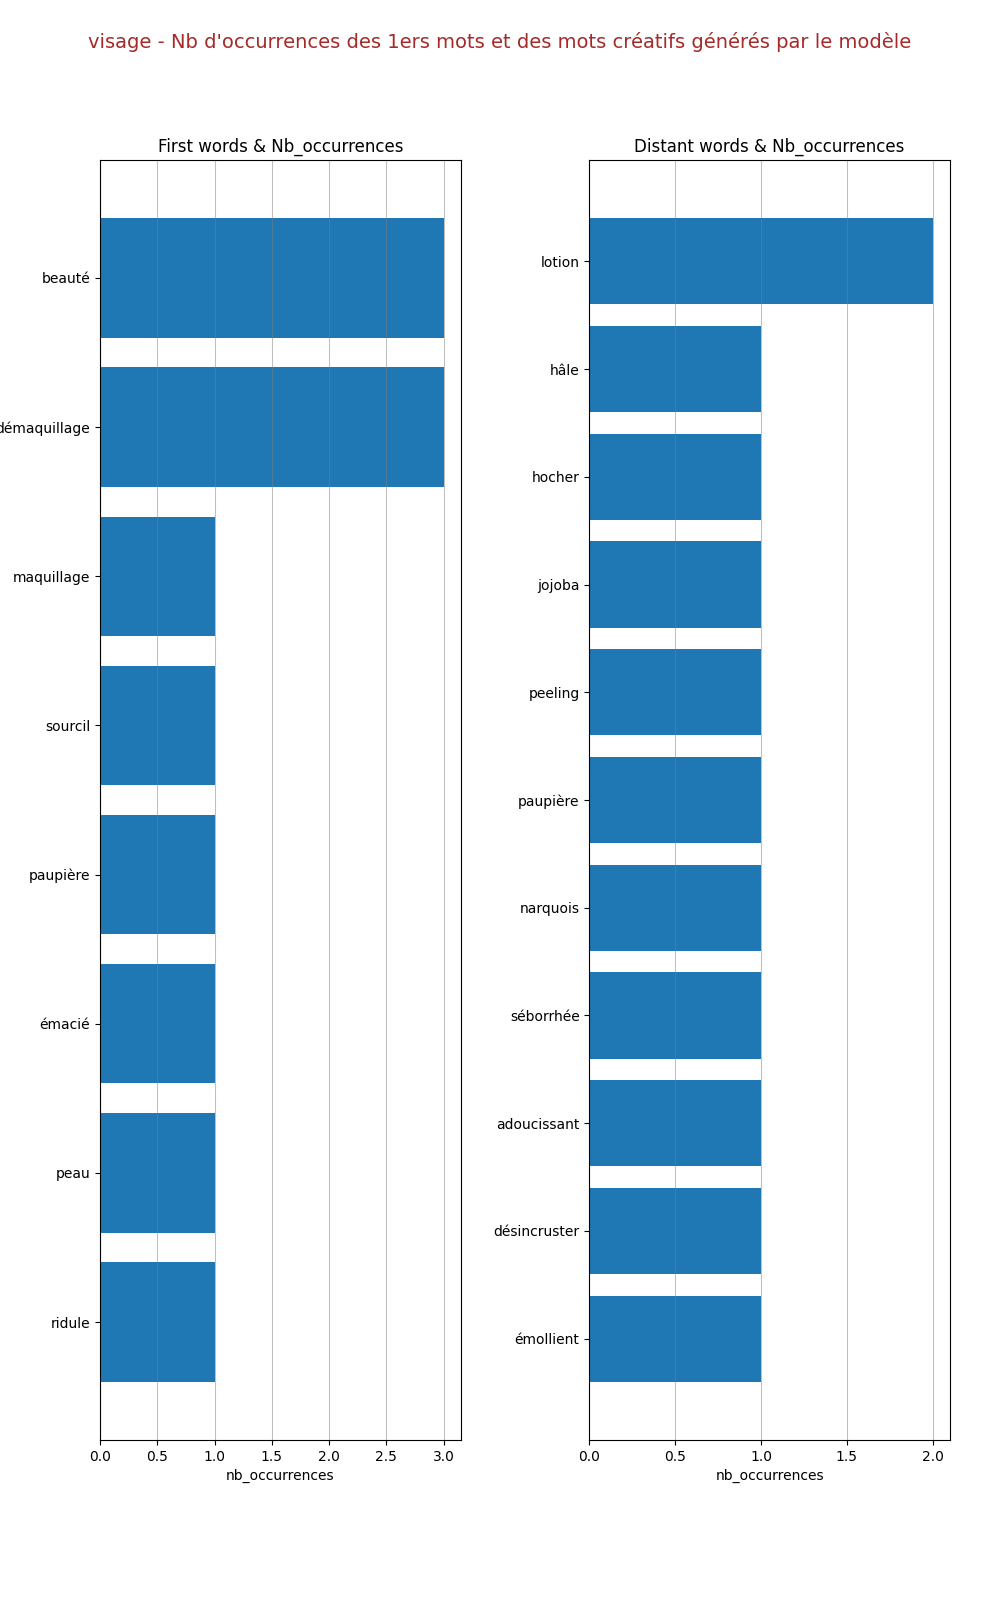 visage - Nb d'occurrences des 1ers mots et des mots créatifs générés par le modèle
First words & Nb_occurrences
beauté
démaquillage
maquillage
sourcil
paupière
émacié
peau
ridule
0.0 0.5 1.0 1.5 2.0 2.5 3.0
nb_occurrences
Distant words & Nb_occurrences
lotion
hâle
hocher
jojoba
peeling
paupière
narquois
séborrhée
adoucissant
désincruster
émollient
0.0 0.5 1.0 1.5 2.0
nb_occurrences